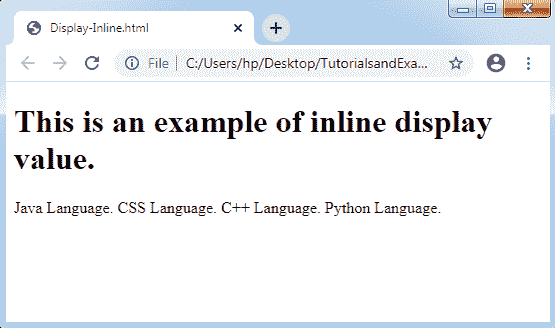 Display-Inline.html
File | C:/Users/hp/Desktop/TutorialsandExa...
This is an example of inline display
value.
Java Language. CSS Language. C++ Language. Python Language.